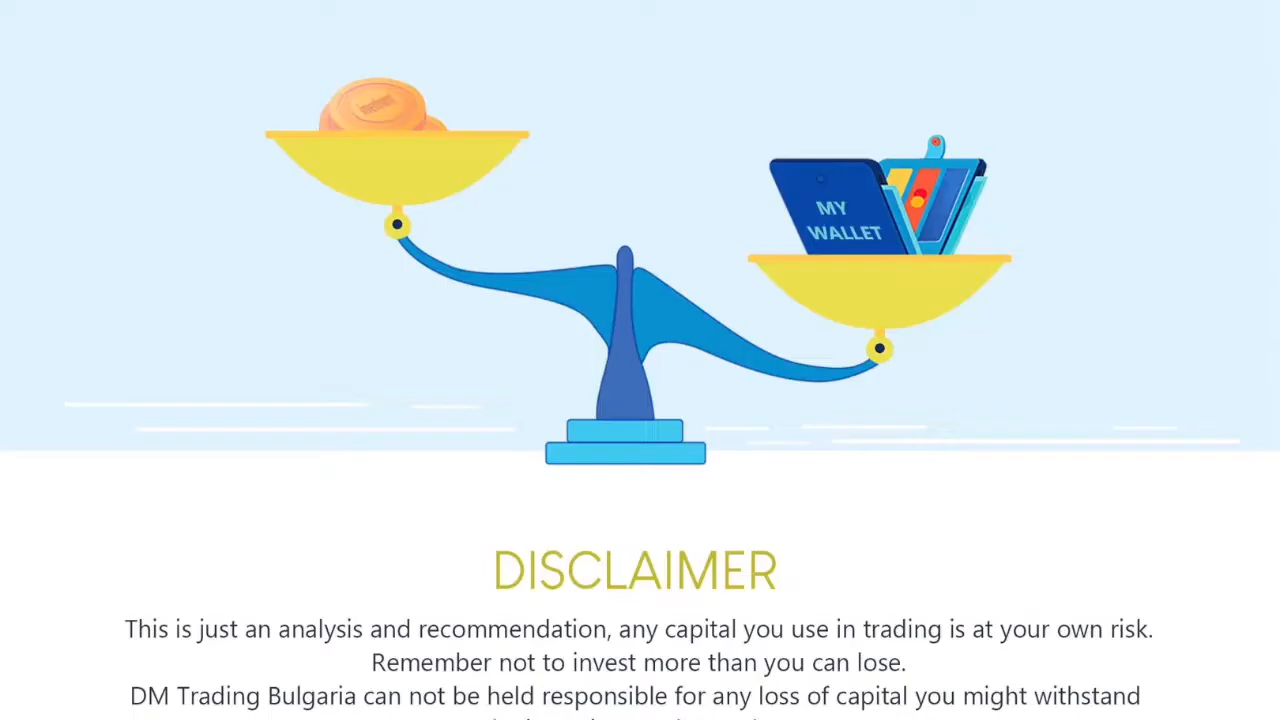 MY
WALLET
DISCLAIMER
This is just an analysis and recommendation, any capital you use in trading is at your own risk.
Remember not to invest more than you can lose.
DM Trading Bulgaria can not be held responsible for any loss of capital you might withstand